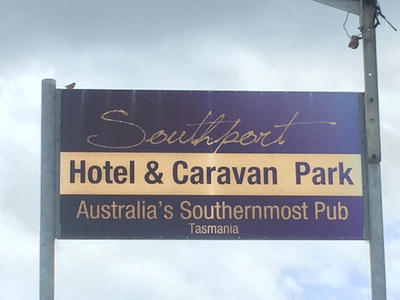 Southport
Hotel & Caravan Park
Australia's Southernmost Pub
Tasmania